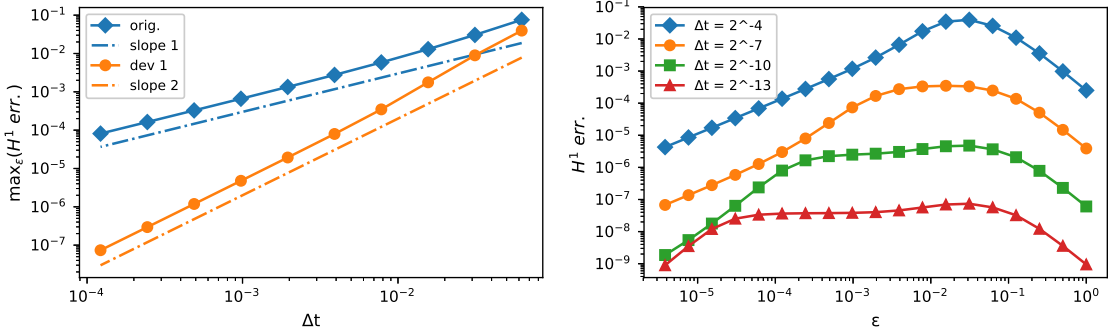 orig.
slope 1
dev 1
slope 2
10^-1
10^-2
10^-3
10^-4
10^-5
10^-6
10^-7
max_ε(H^1 err.)
10^-4
10^-3
10^-2
Δt
Δt = 2^-4
Δt = 2^-7
Δt = 2^-10
Δt = 2^-13
10^-1
10^-2
10^-3
10^-4
10^-5
10^-6
10^-7
10^-8
10^-9
H^1 err.
10^-5
10^-4
10^-3
10^-2
10^-1
10^0
ε